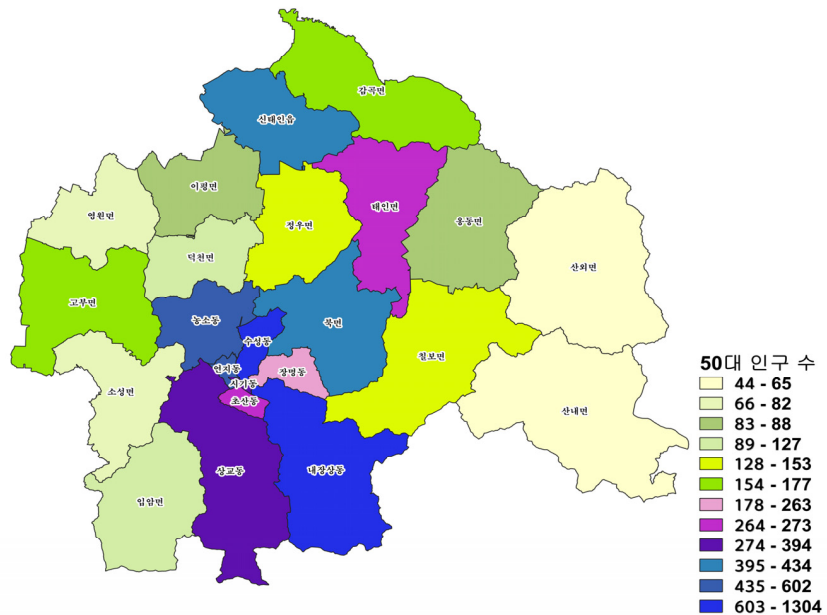 감곡면
신태인읍
이평면
태인면
영원면
정우면
옹동면
덕천면
산외면
고부면
농소동
북면
수성동
칠보면
연지동
장명동
시기동
소성면
초산동
산내면
상교동
내장상동
입암면
50대 인구 수
44 - 65
66 - 82
83 - 88
89 - 127
128 - 153
154 - 177
178 - 263
264 - 273
274 - 394
395 - 434
435 - 602
603 - 1304